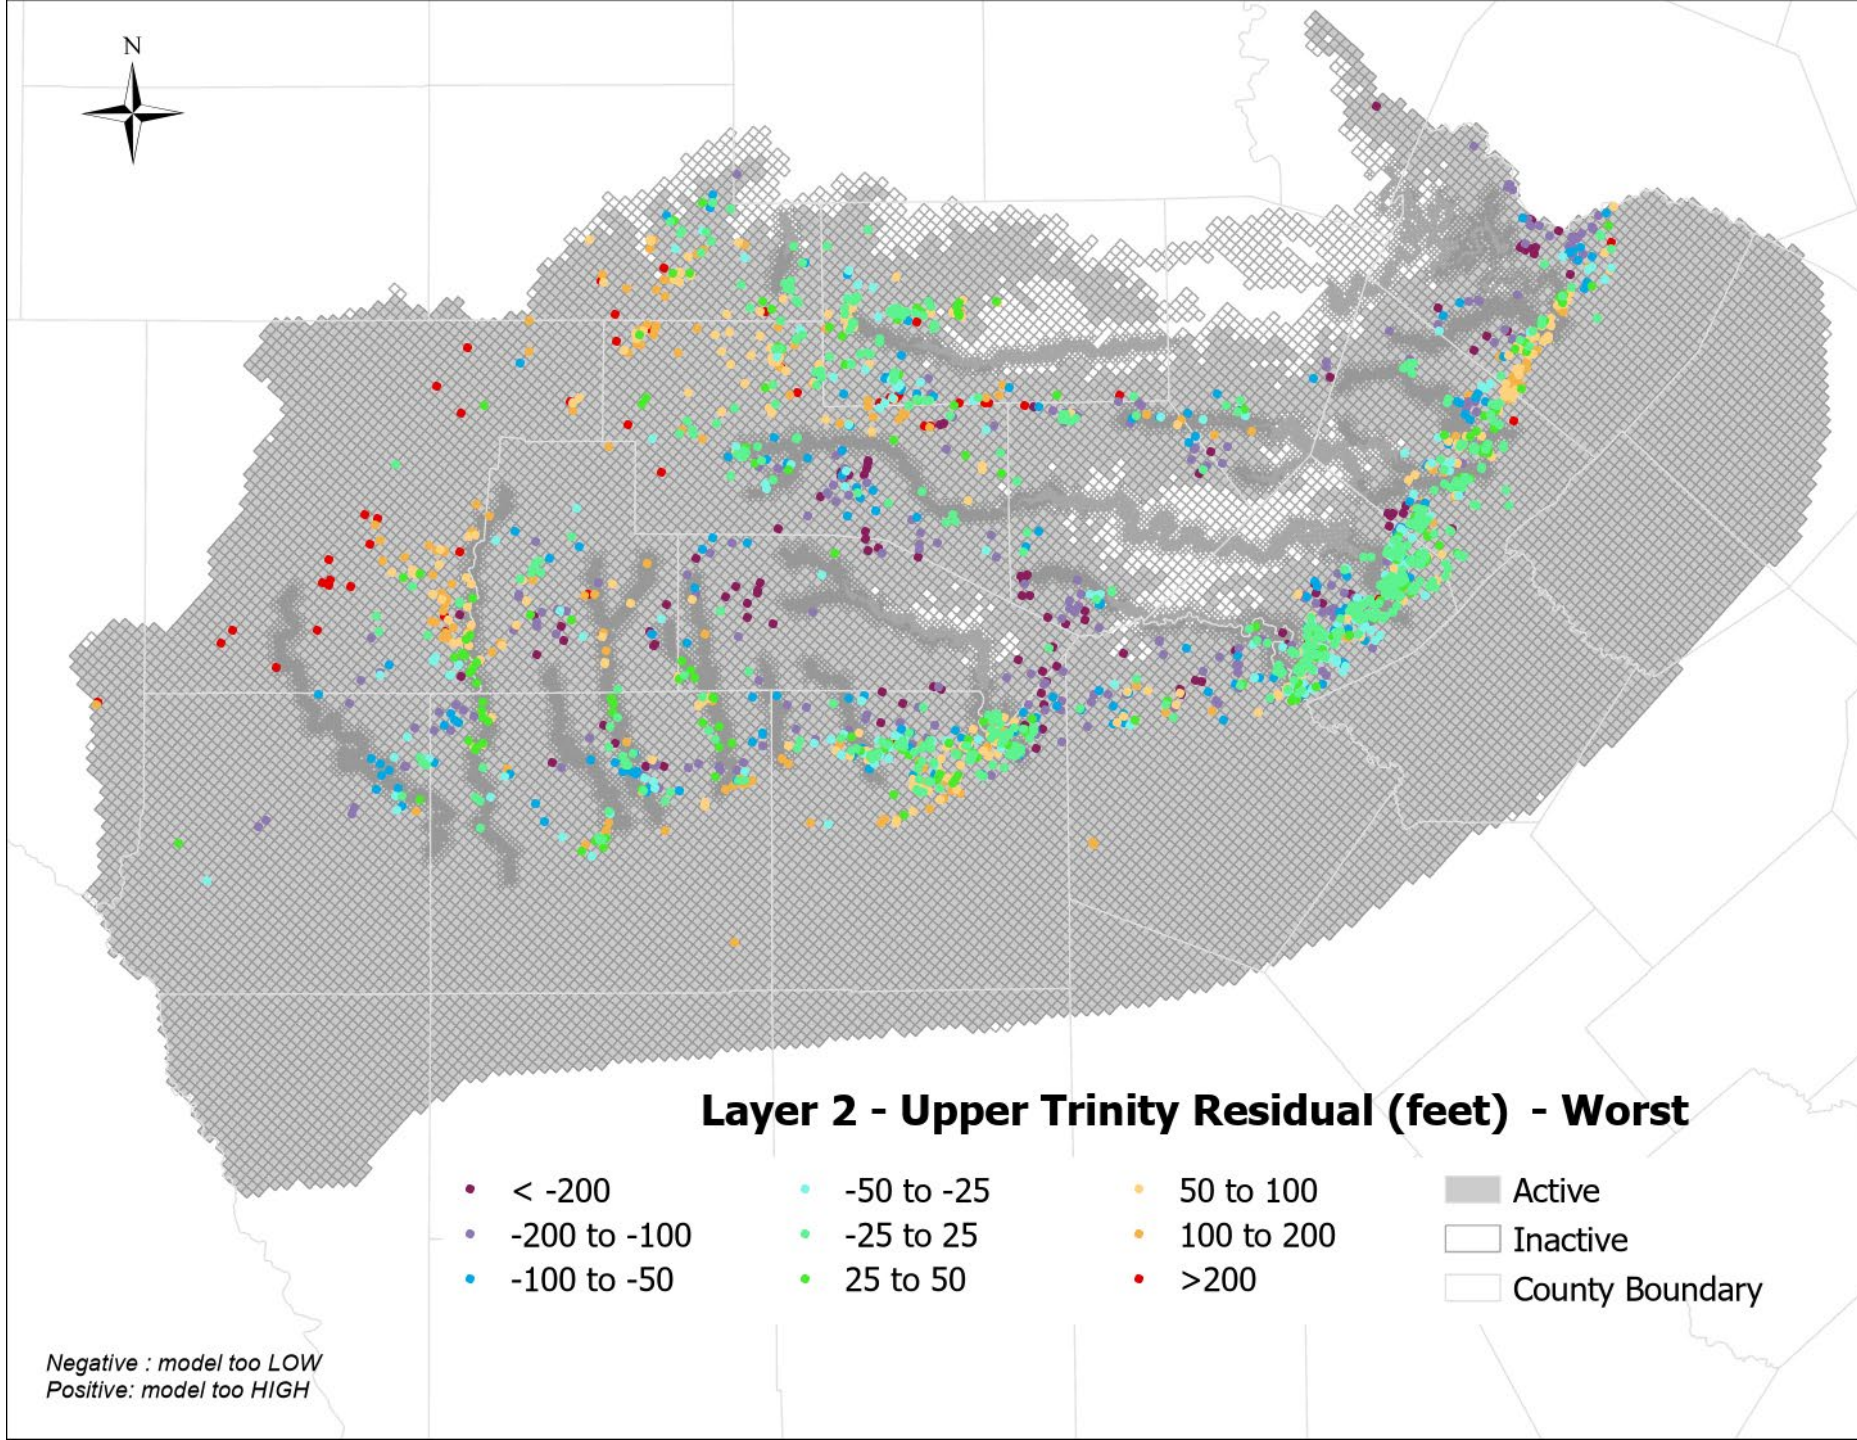 N
Layer 2 - Upper Trinity Residual (feet) - Worst
< -200
-200 to -100
-100 to -50
-50 to -25
-25 to 25
25 to 50
50 to 100
100 to 200
>200
Active
Inactive
County Boundary
Negative : model too LOW
Positive: model too HIGH